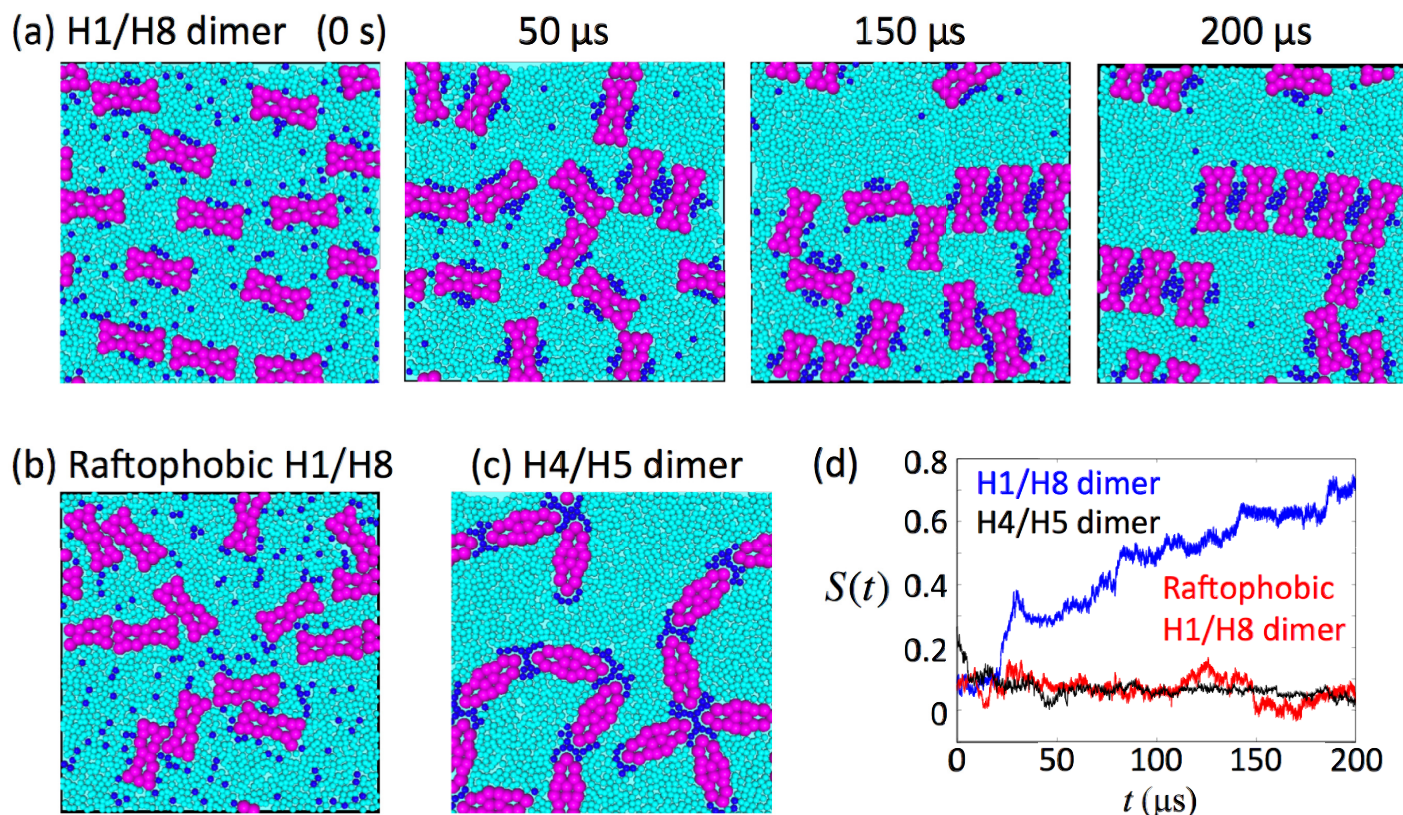 (a) H1/H8 dimer (0 s) 50 μs 150 μs 200 μs
(b) Raftophobic H1/H8 (c) H4/H5 dimer (d)
0.8
0.6
0.4
0.2
0
S(t)
H1/H8 dimer
H4/H5 dimer
Raftophobic
H1/H8 dimer
0 50 100 150 200
t (μs)